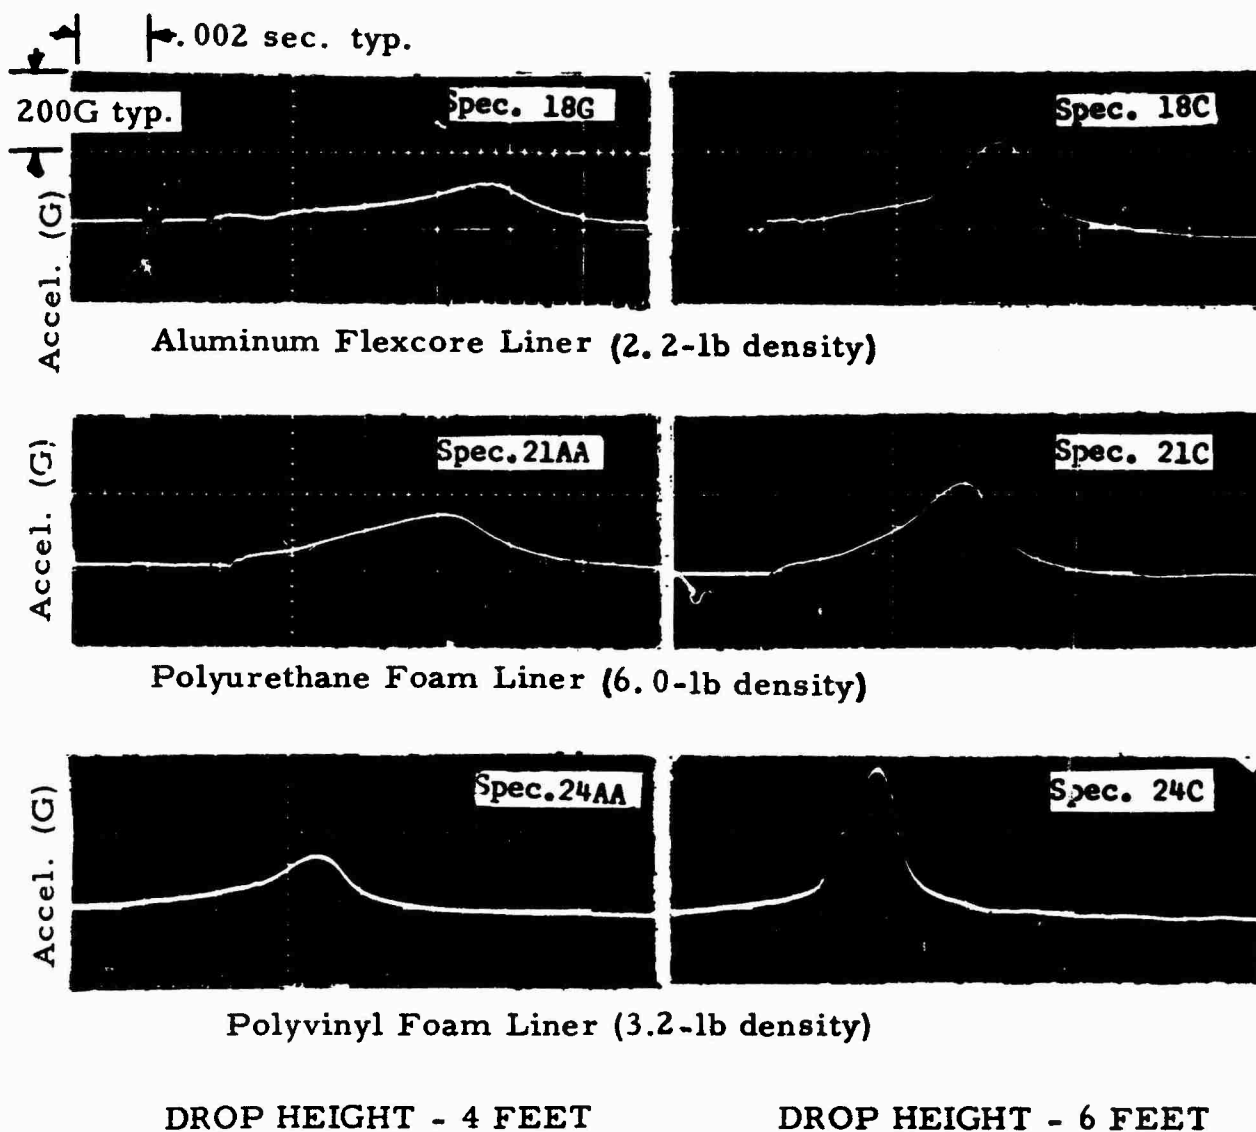 .002 sec. typ.
200G typ.
Spec. 18G
Spec. 18C
Accel. (G)
Aluminum Flexcore Liner (2.2-lb density)
Spec.21AA
Spec. 21C
Accel. (G)
Polyurethane Foam Liner (6.0-lb density)
Spec.24AA
Spec. 24C
Accel. (G)
Polyvinyl Foam Liner (3.2-lb density)
DROP HEIGHT - 4 FEET
DROP HEIGHT - 6 FEET